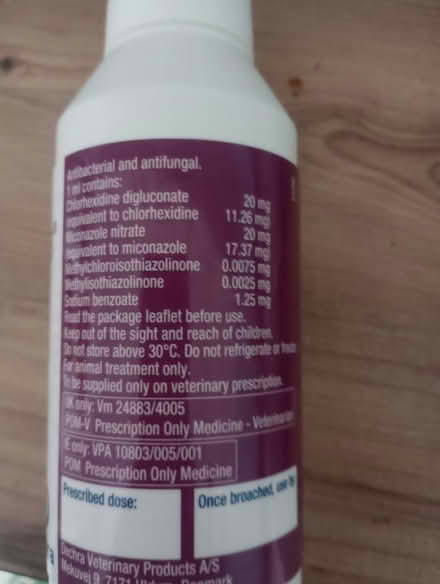 Antibacterial and antifungal.
1 ml contains:
Chlorhexidine digluconate 20 mg
(equivalent to chlorhexidine 11.26 mg)
Miconazole nitrate 20 mg
(equivalent to miconazole 17.37 mg)
Methylchloroisothiazolinone 0.0075 mg
Methylisothiazolinone 0.0025 mg
Sodium benzoate 1.25 mg
Read the package leaflet before use.
Keep out of the sight and reach of children.
Do not store above 30°C. Do not refrigerate or freeze
For animal treatment only.
To be supplied only on veterinary prescription.
UK only: Vm 24883/4005
POM-V Prescription Only Medicine - Veterinarian
IE only: VPA 10803/005/001
POM Prescription Only Medicine
Prescribed dose:
Once broached, use by
Dechra Veterinary Products A/S
Mekuvej 9, 7171 Denmark